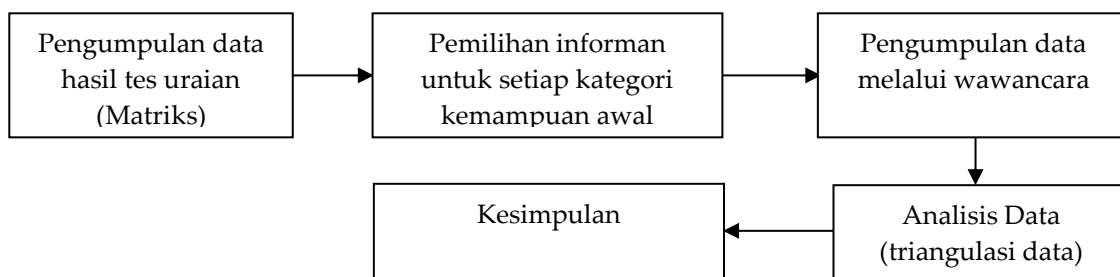 Pengumpulan data
hasil tes uraian
(Matriks)
Pemilihan informan
untuk setiap kategori
kemampuan awal
Pengumpulan data
melalui wawancara
Analisis Data
(triangulasi data)
Kesimpulan